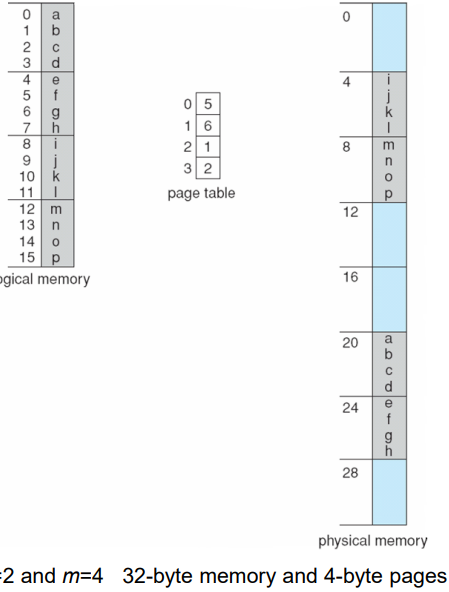 0 a
1 b
2 c
3 d
4 e
5 f
6 g
7 h
8 i
9 j
10 k
11 l
12 m
13 n
14 o
15 p
ogical memory
0 5
1 6
2 1
3 2
page table
0
4 i
j
k
l
8 m
n
o
p
12
16
20 a
b
c
d
24 e
f
g
h
28
physical memory
=2 and m=4 32-byte memory and 4-byte pages